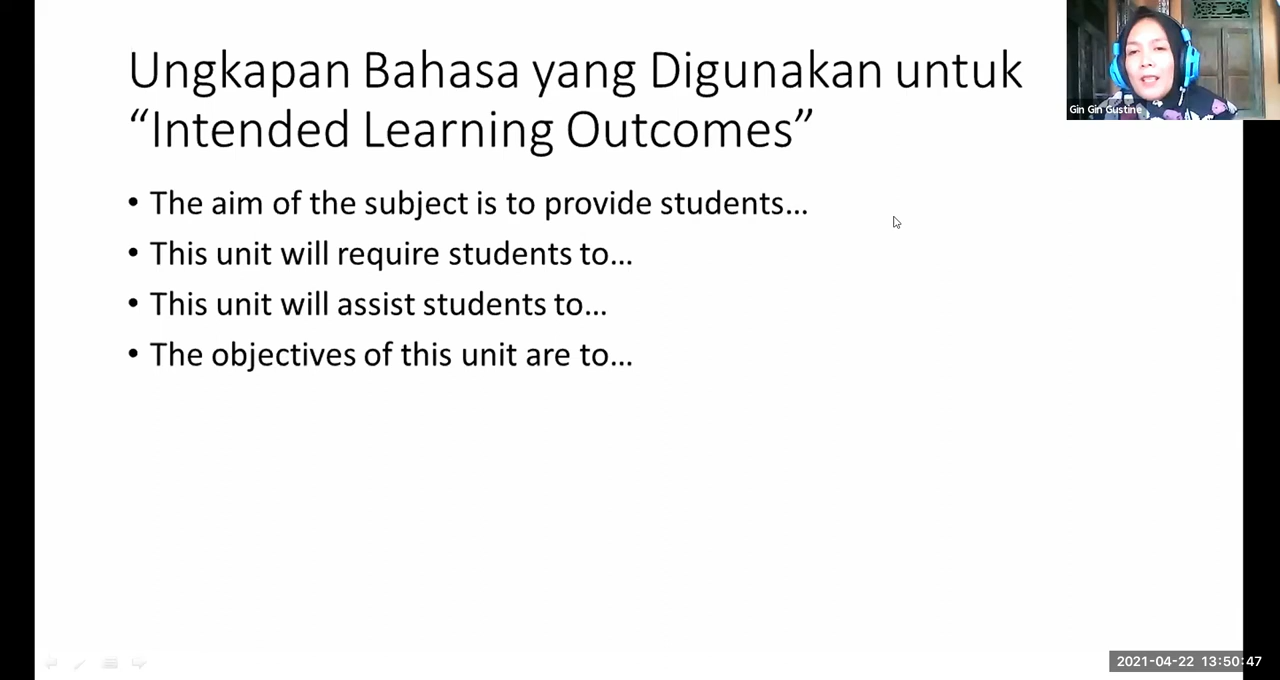 Ungkapan Bahasa yang Digunakan untuk
“Intended Learning Outcomes”
• The aim of the subject is to provide students…
• This unit will require students to…
• This unit will assist students to…
• The objectives of this unit are to…
Gin Gin Gustine
2021-04-22 13:50:47